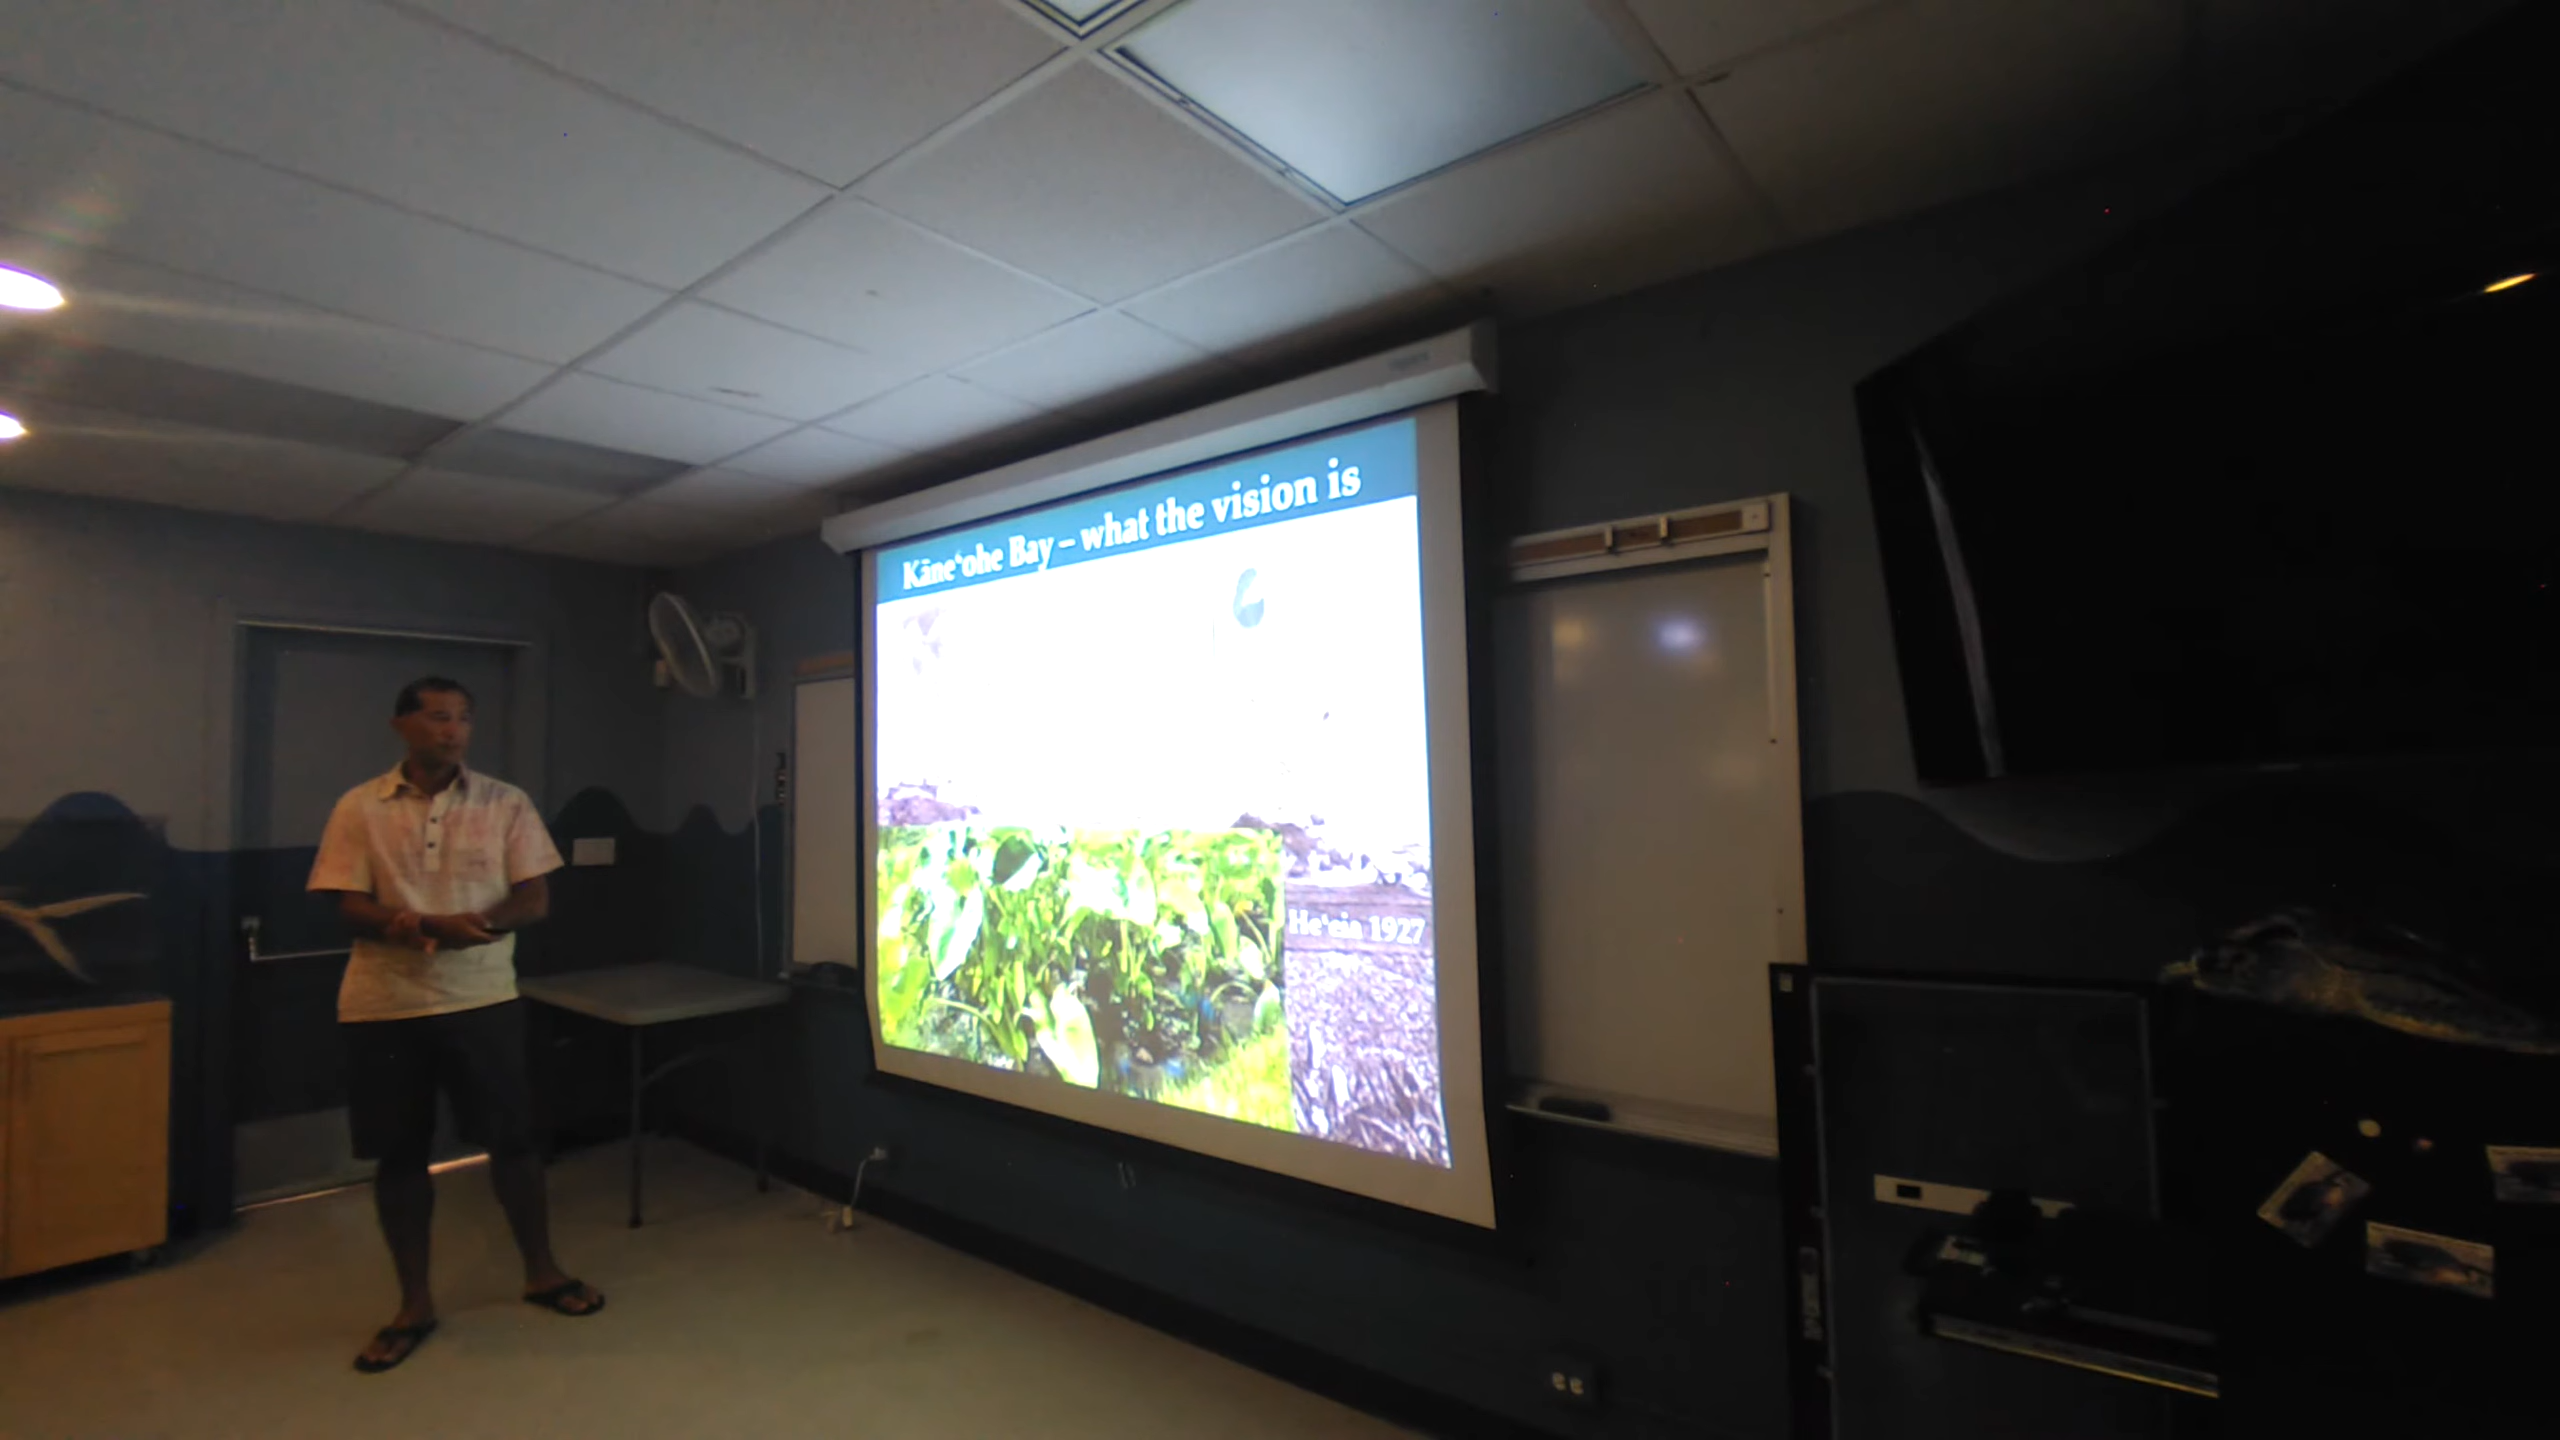 Kāneʻohe Bay – what the vision is
Heʻeia 1927